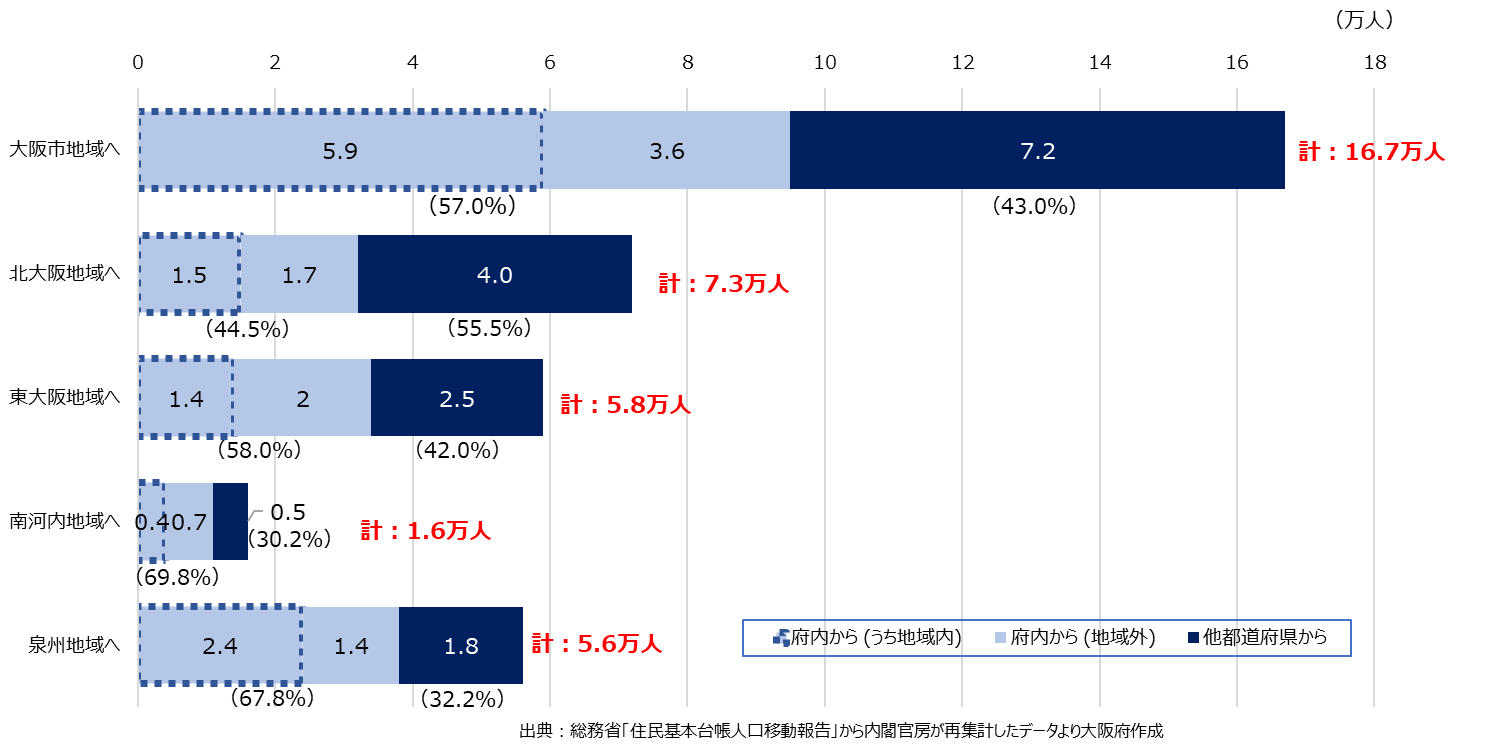 （万人）
0 2 4 6 8 10 12 14 16 18
大阪市地域へ 5.9 3.6 7.2 計：16.7万人
（57.0%） （43.0%）
北大阪地域へ 1.5 1.7 4.0 計：7.3万人
（44.5%） （55.5%）
東大阪地域へ 1.4 2 2.5 計：5.8万人
（58.0%） （42.0%）
南河内地域へ 0.4 0.7 0.5 計：1.6万人
（30.2%）
（69.8%）
泉州地域へ 2.4 1.4 1.8 計：5.6万人
（67.8%） （32.2%）
府内から(うち地域内) 府内から(地域外) 他都道府県から
出典：総務省「住民基本台帳人口移動報告」から内閣官房が再集計したデータより大阪府作成